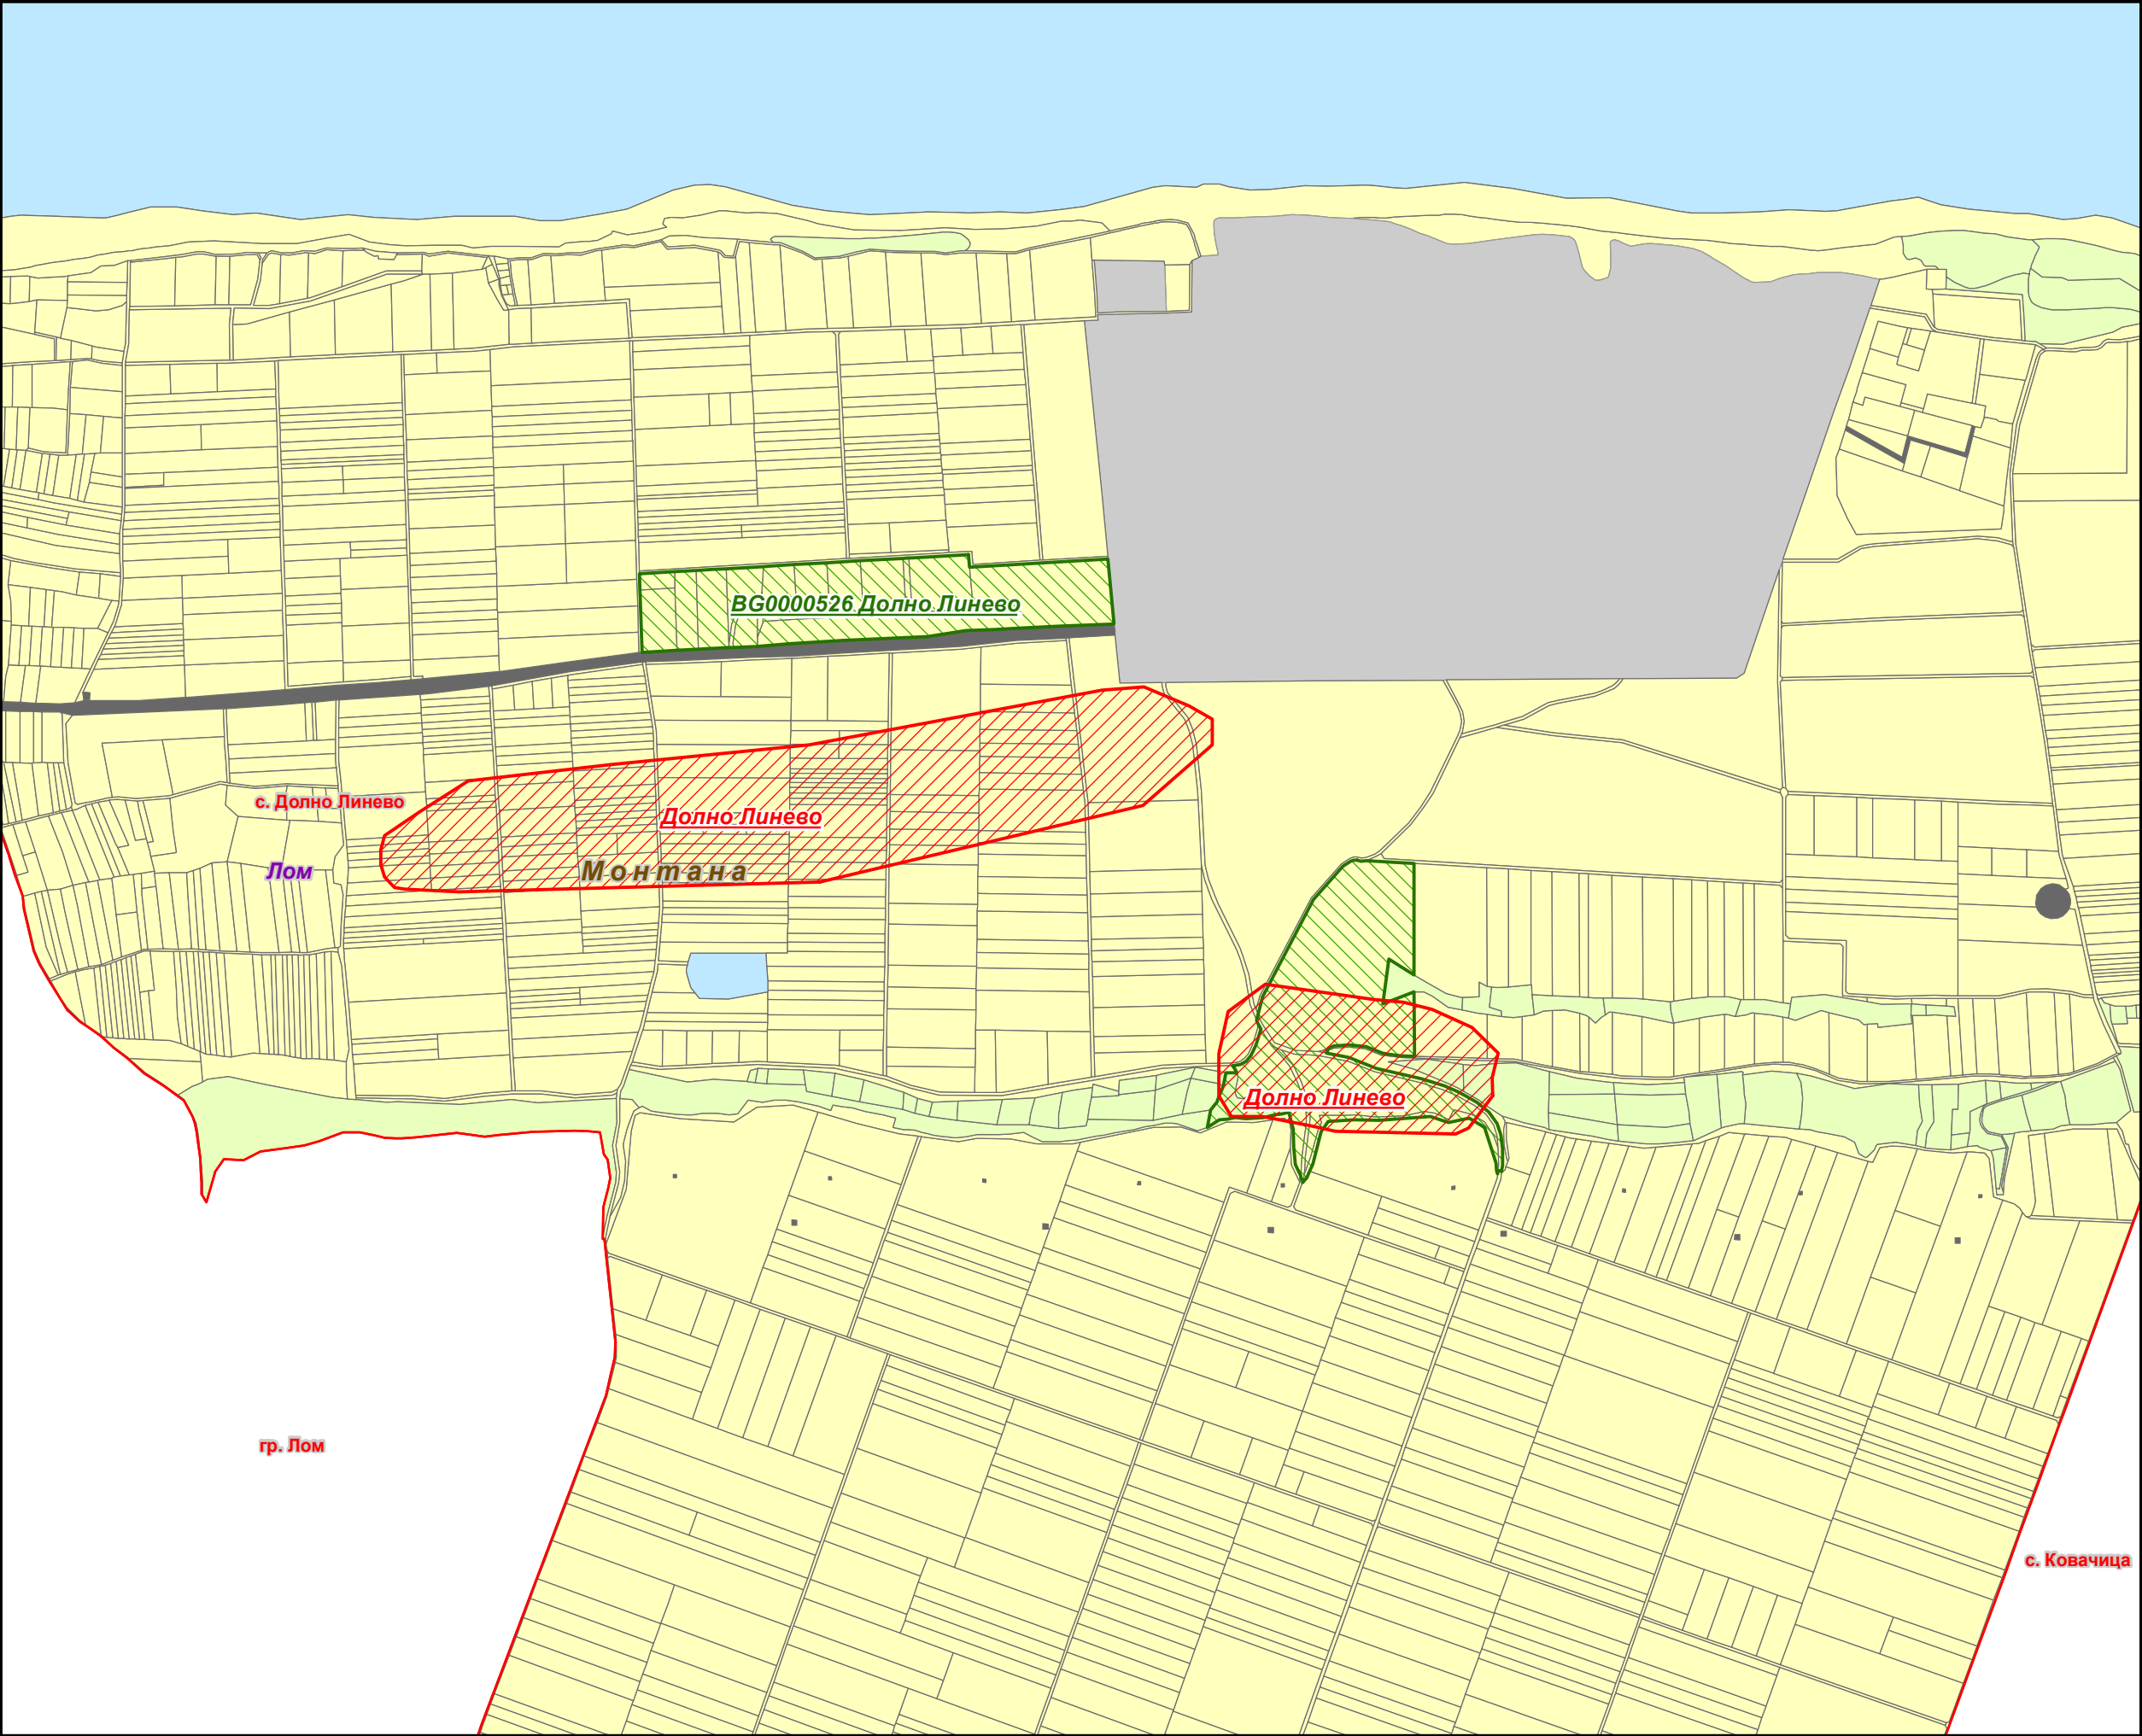 BG0000526 Долно Линево
с. Долно Линево
Долно Линево
Лом
Монтана
Долно Линево
гр. Лом
с. Ковачица